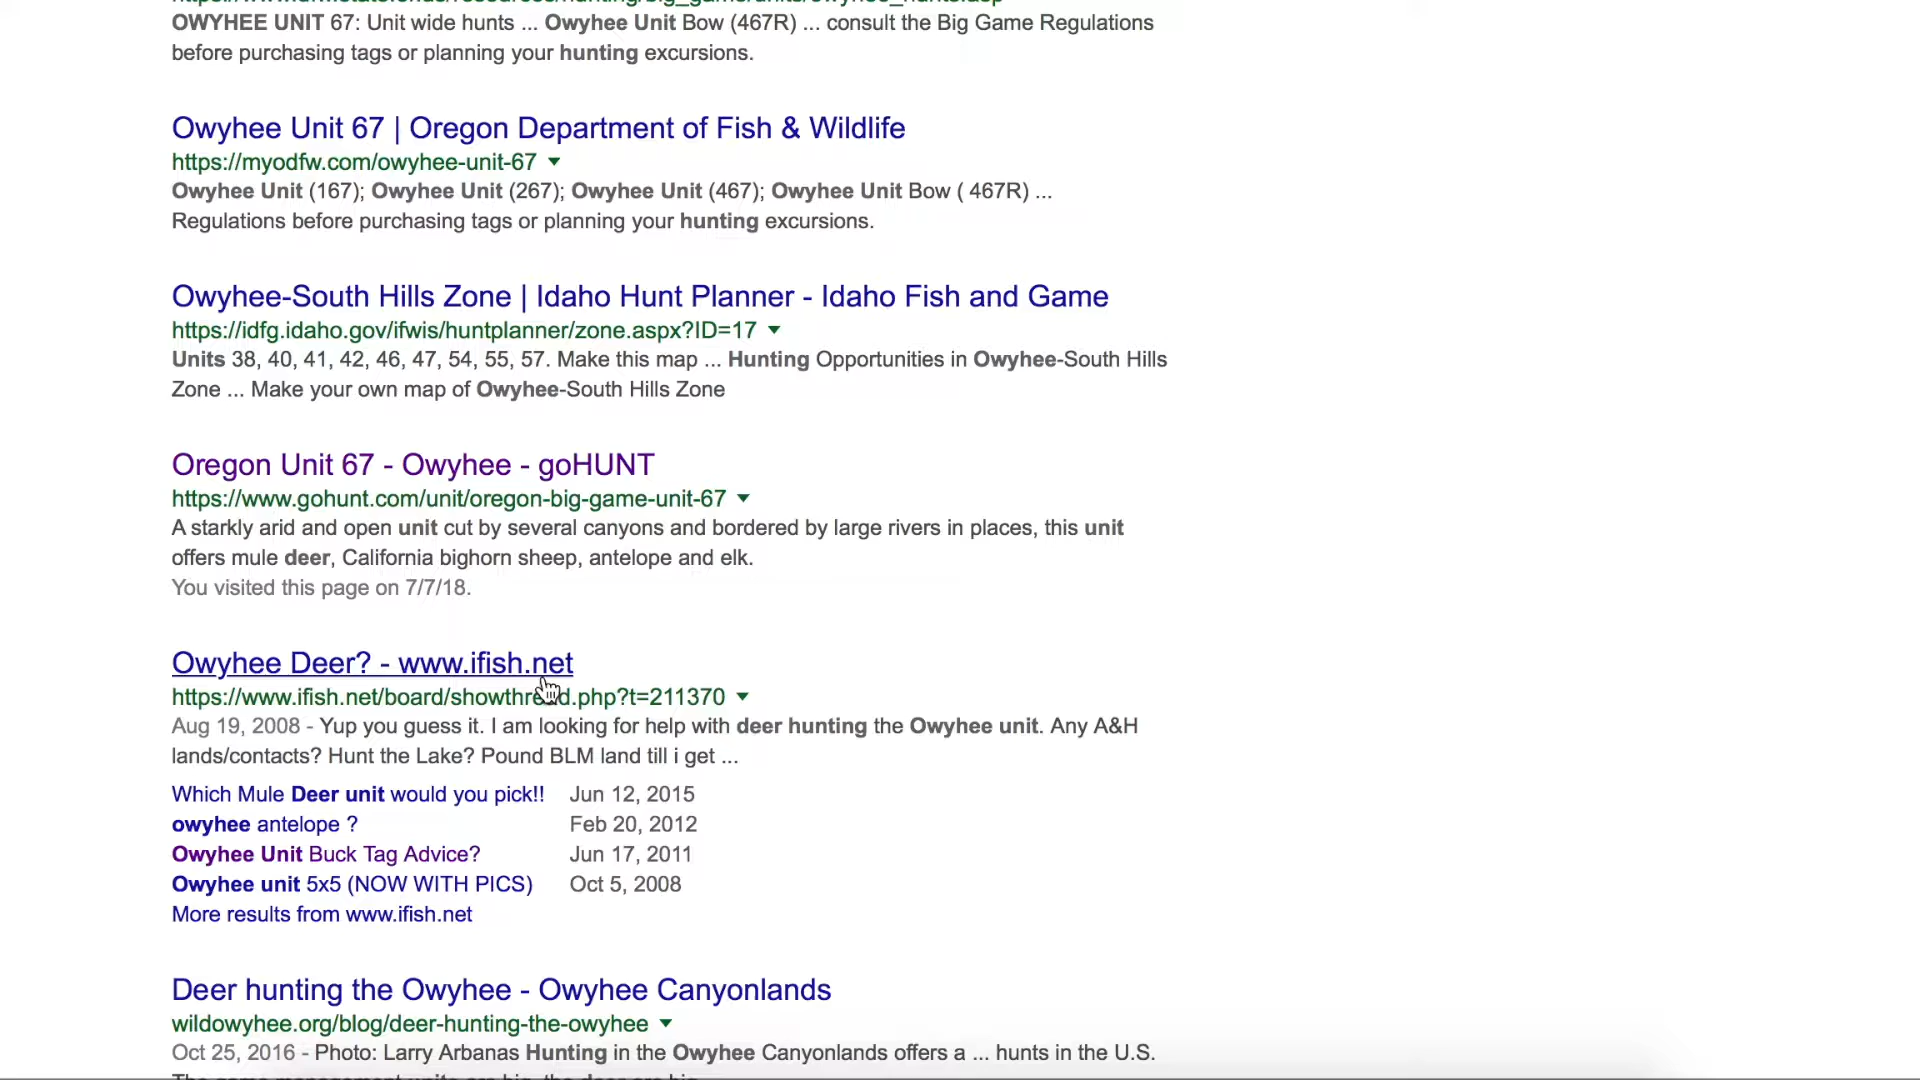 OWYHEE UNIT 67: Unit wide hunts ... Owyhee Unit Bow (467R) ... consult the Big Game Regulations
before purchasing tags or planning your hunting excursions.
Owyhee Unit 67 | Oregon Department of Fish & Wildlife
https://myodfw.com/owyhee-unit-67
Owyhee Unit (167); Owyhee Unit (267); Owyhee Unit (467); Owyhee Unit Bow ( 467R) ...
Regulations before purchasing tags or planning your hunting excursions.
Owyhee-South Hills Zone | Idaho Hunt Planner - Idaho Fish and Game
https://idfg.idaho.gov/ifwis/huntplanner/zone.aspx?ID=17
Units 38, 40, 41, 42, 46, 47, 54, 55, 57. Make this map ... Hunting Opportunities in Owyhee-South Hills
Zone ... Make your own map of Owyhee-South Hills Zone
Oregon Unit 67 - Owyhee - goHUNT
https://www.gohunt.com/unit/oregon-big-game-unit-67
A starkly arid and open unit cut by several canyons and bordered by large rivers in places, this unit
offers mule deer, California bighorn sheep, antelope and elk.
You visited this page on 7/7/18.
Owyhee Deer? - www.ifish.net
https://www.ifish.net/board/showthread.php?t=211370
Aug 19, 2008 - Yup you guess it. I am looking for help with deer hunting the Owyhee unit. Any A&H
lands/contacts? Hunt the Lake? Pound BLM land till i get ...
Which Mule Deer unit would you pick!! Jun 12, 2015
owyhee antelope ? Feb 20, 2012
Owyhee Unit Buck Tag Advice? Jun 17, 2011
Owyhee unit 5x5 (NOW WITH PICS) Oct 5, 2008
More results from www.ifish.net
Deer hunting the Owyhee - Owyhee Canyonlands
wildowyhee.org/blog/deer-hunting-the-owyhee
Oct 25, 2016 - Photo: Larry Arbanas Hunting in the Owyhee Canyonlands offers a ... hunts in the U.S.